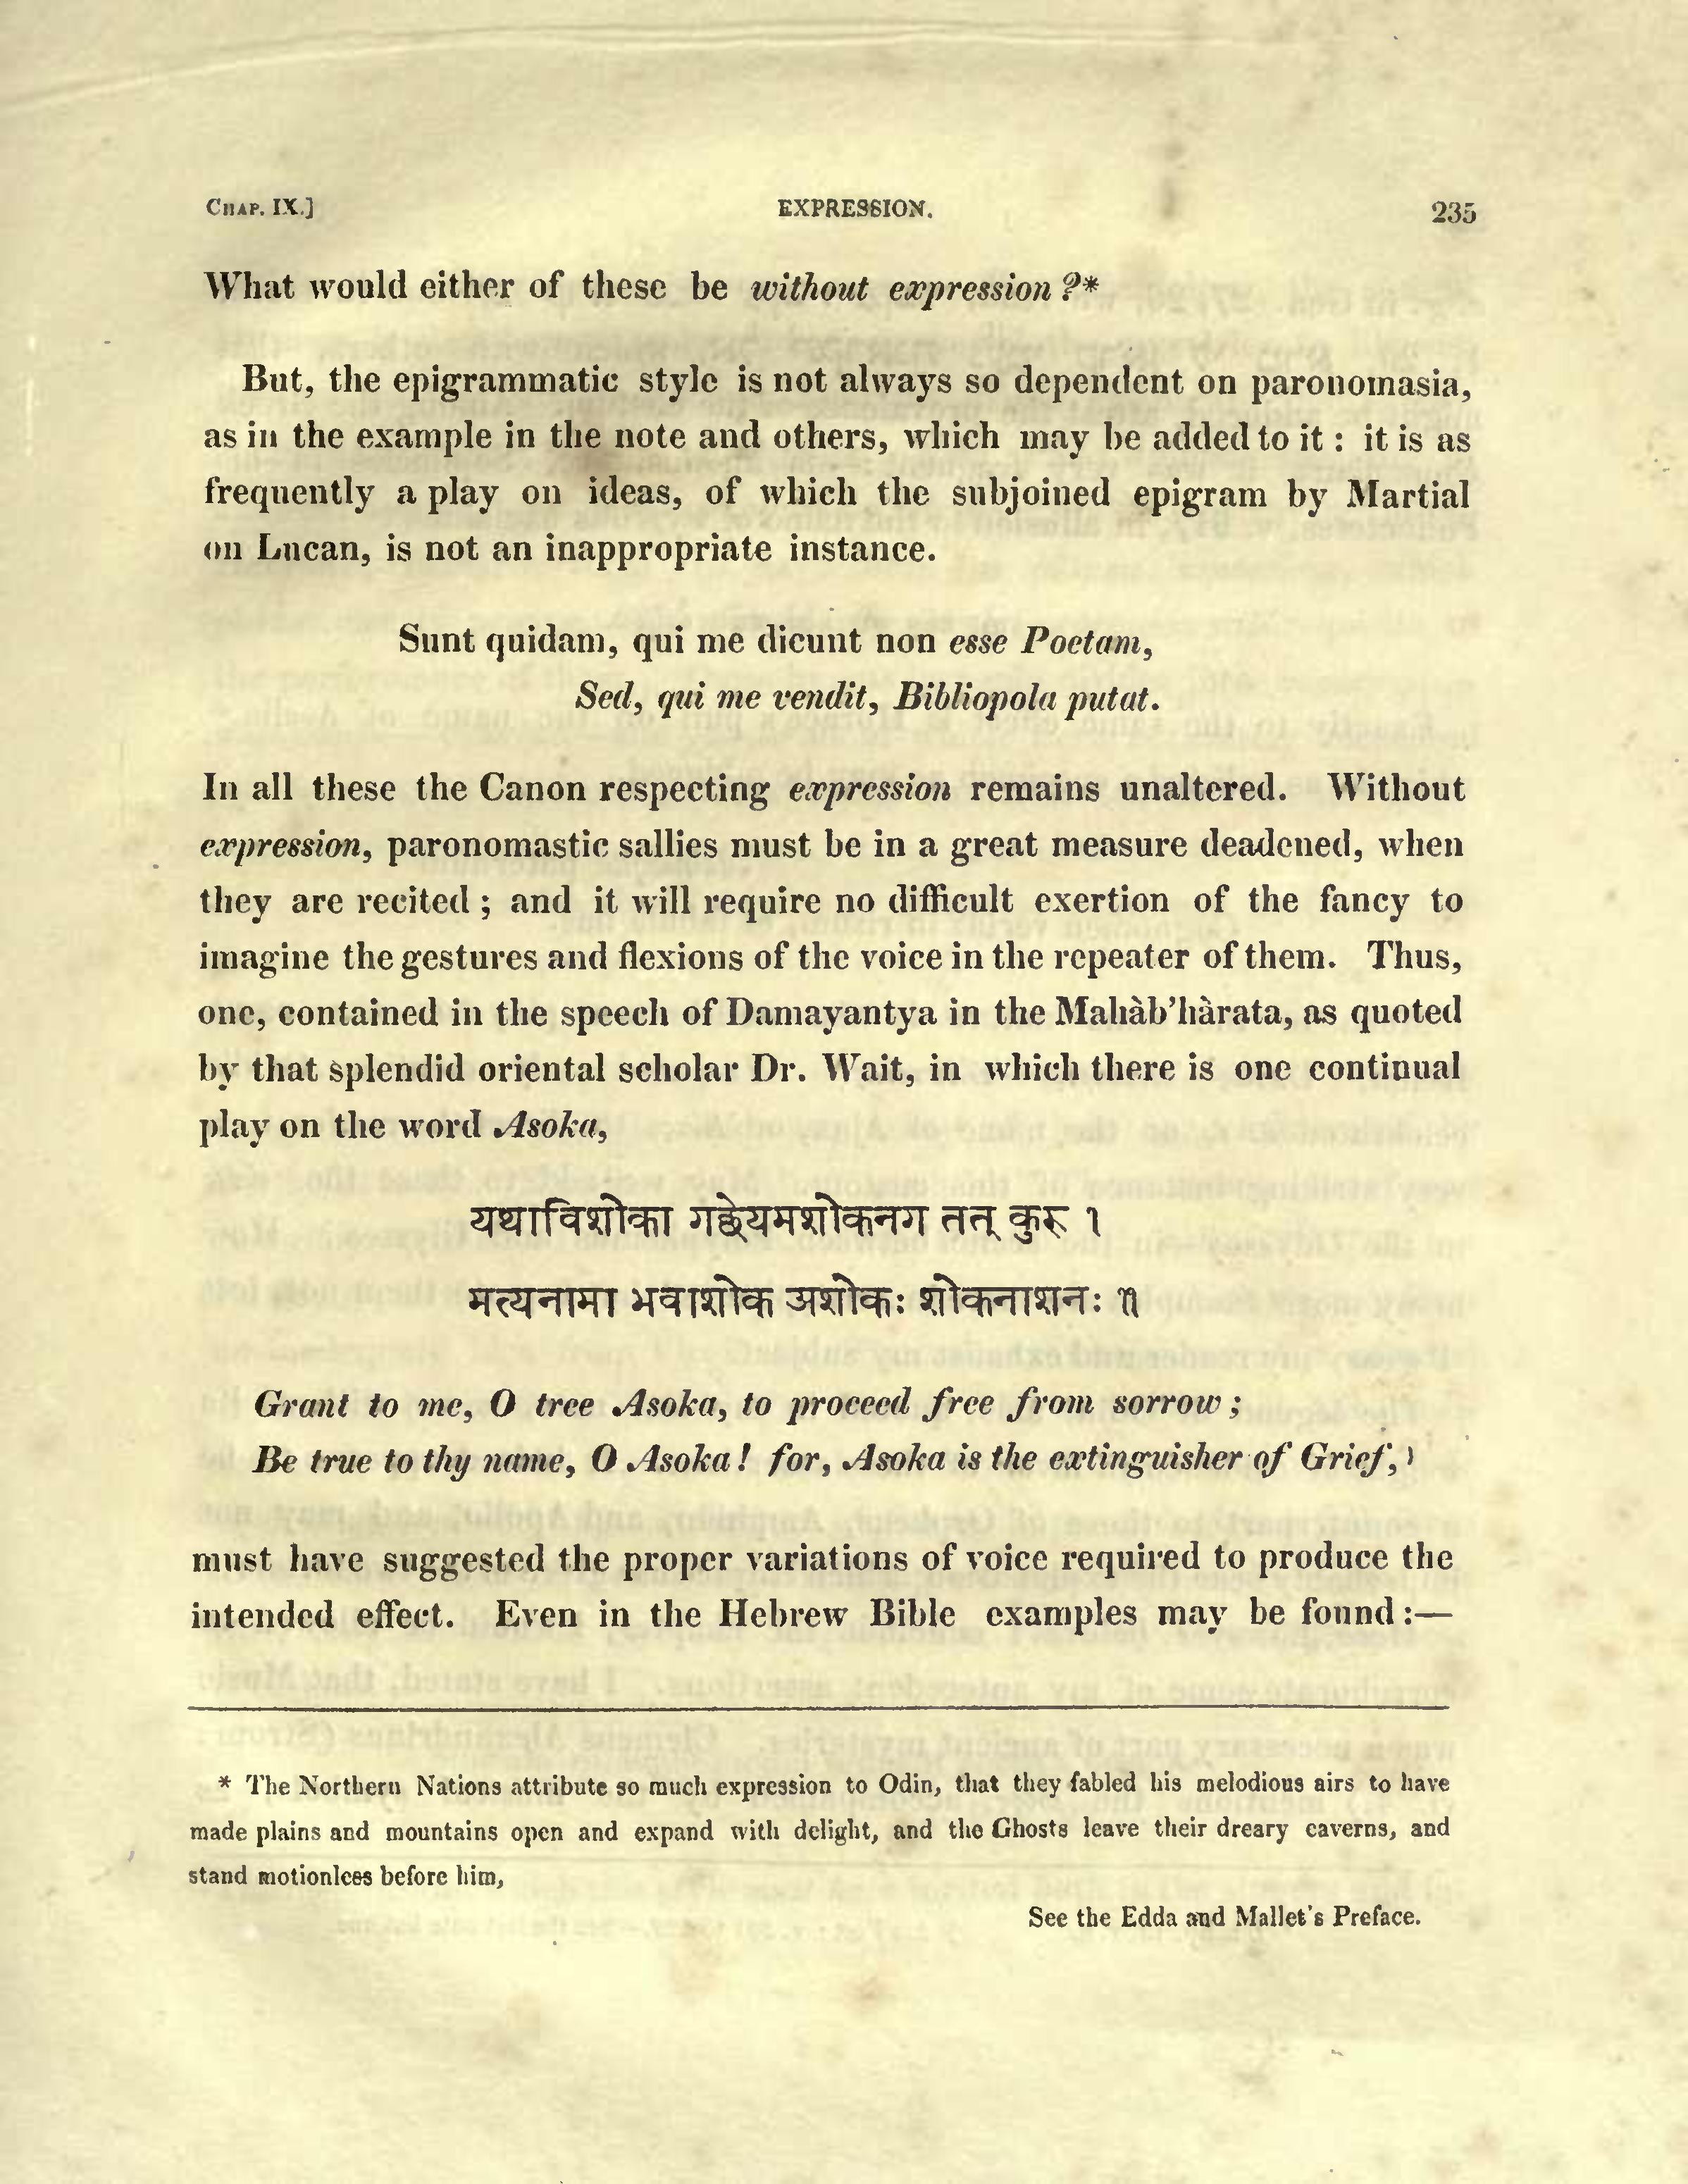 CHAP. IX.] EXPRESSION. 235
What would either of these be without expression ?*
But, the epigrammatic style is not always so dependent on paronomasia,
as in the example in the note and others, which may be added to it : it is as
frequently a play on ideas, of which the subjoined epigram by Martial
on Lucan, is not an inappropriate instance.
Sunt quidam, qui me dicunt non esse Poetam,
Sed, qui me vendit, Bibliopola putat.
In all these the Canon respecting expression remains unaltered. Without
expression, paronomastic sallies must be in a great measure deadened, when
they are recited ; and it will require no difficult exertion of the fancy to
imagine the gestures and flexions of the voice in the repeater of them. Thus,
one, contained in the speech of Damayantya in the Mahàb'hàrata, as quoted
by that splendid oriental scholar Dr. Wait, in which there is one continual
play on the word Asoka,
यथाविशोका गछेयमशोकनग तत् कुरु ।
मत्यनामा भवाशोक अशोकः शोकनाशनः ॥
Grant to me, O tree Asoka, to proceed free from sorrow ;
Be true to thy name, O Asoka ! for, Asoka is the extinguisher of Grief,
must have suggested the proper variations of voice required to produce the
intended effect. Even in the Hebrew Bible examples may be found :—
* The Northern Nations attribute so much expression to Odin, that they fabled his melodious airs to have
made plains and mountains open and expand with delight, and the Ghosts leave their dreary caverns, and
stand motionless before him,
See the Edda and Mallet's Preface.